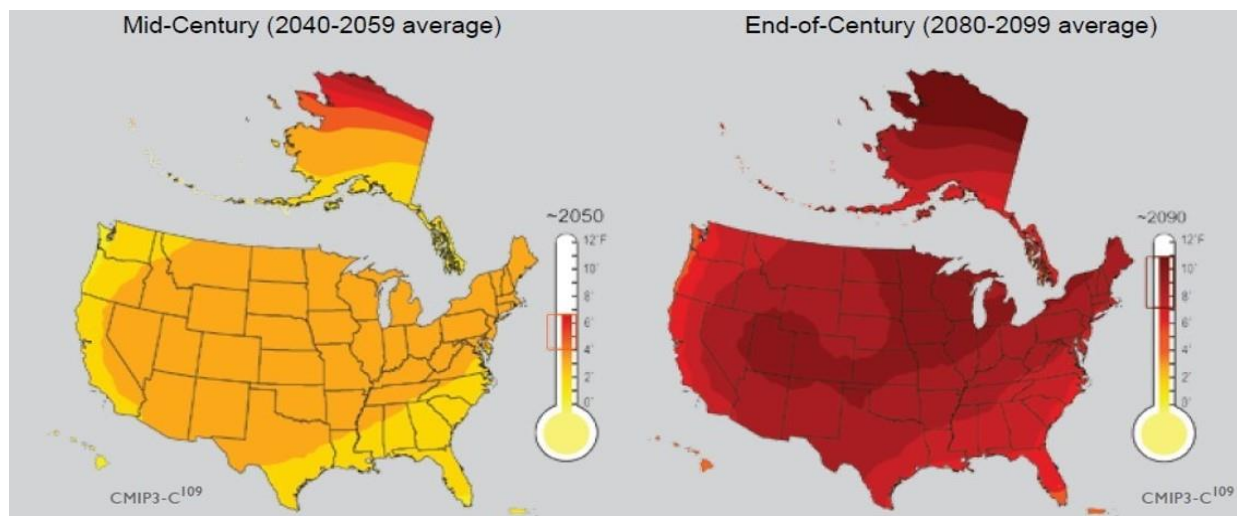 Mid-Century (2040-2059 average)
End-of-Century (2080-2099 average)
~2050
12°F
10°
8°
6°
4°
2°
0°
CMIP3-C109
~2090
12°F
10°
8°
6°
4°
2°
0°
CMIP3-C109